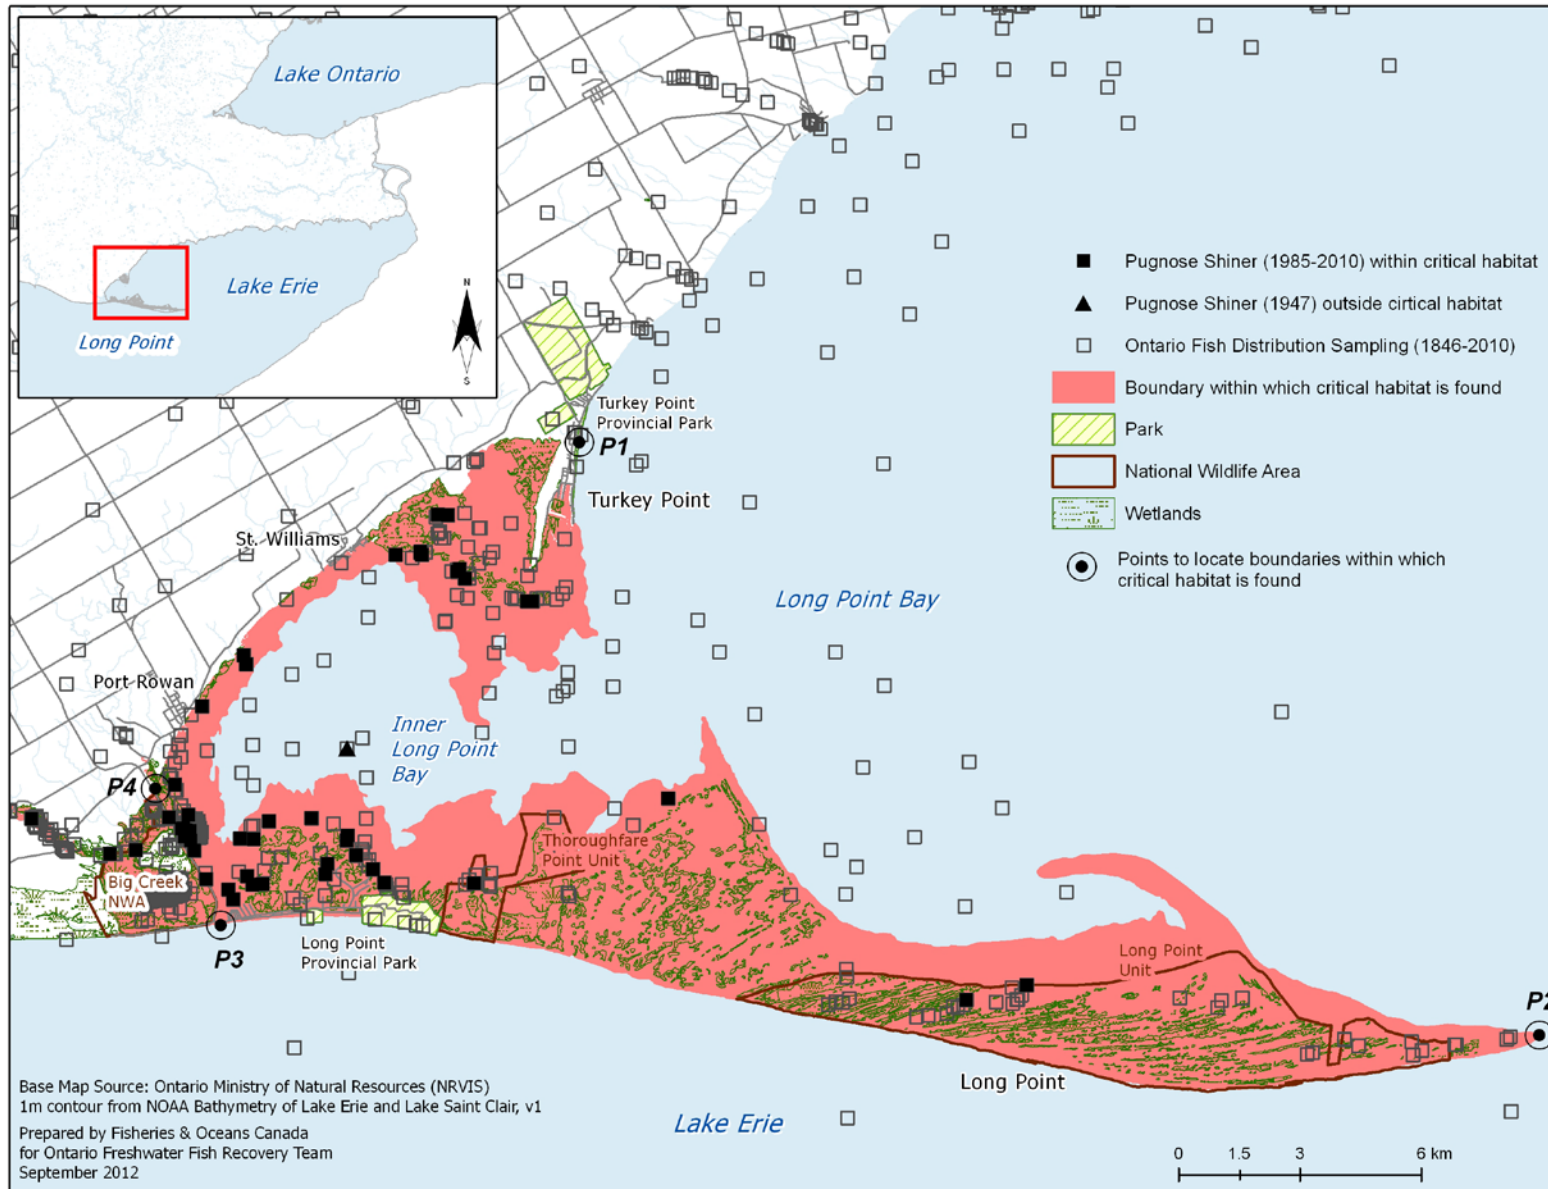 Lake Ontario
Lake Erie
Long Point
N
S
Pugnose Shiner (1985-2010) within critical habitat
Pugnose Shiner (1947) outside cirtical habitat
Ontario Fish Distribution Sampling (1846-2010)
Boundary within which critical habitat is found
Park
National Wildlife Area
Wetlands
Points to locate boundaries within which
critical habitat is found
Turkey Point
Provincial Park
P1
Turkey Point
St. Williams
Long Point Bay
Port Rowan
Inner
Long Point
Bay
P4
Thoroughfare
Point Unit
Big Creek
NWA
P3
Long Point
Provincial Park
Long Point
Unit
P2
Long Point
Lake Erie
Base Map Source: Ontario Ministry of Natural Resources (NRVIS)
1m contour from NOAA Bathymetry of Lake Erie and Lake Saint Clair, v1
Prepared by Fisheries & Oceans Canada
for Ontario Freshwater Fish Recovery Team
September 2012
0 1.5 3 6 km